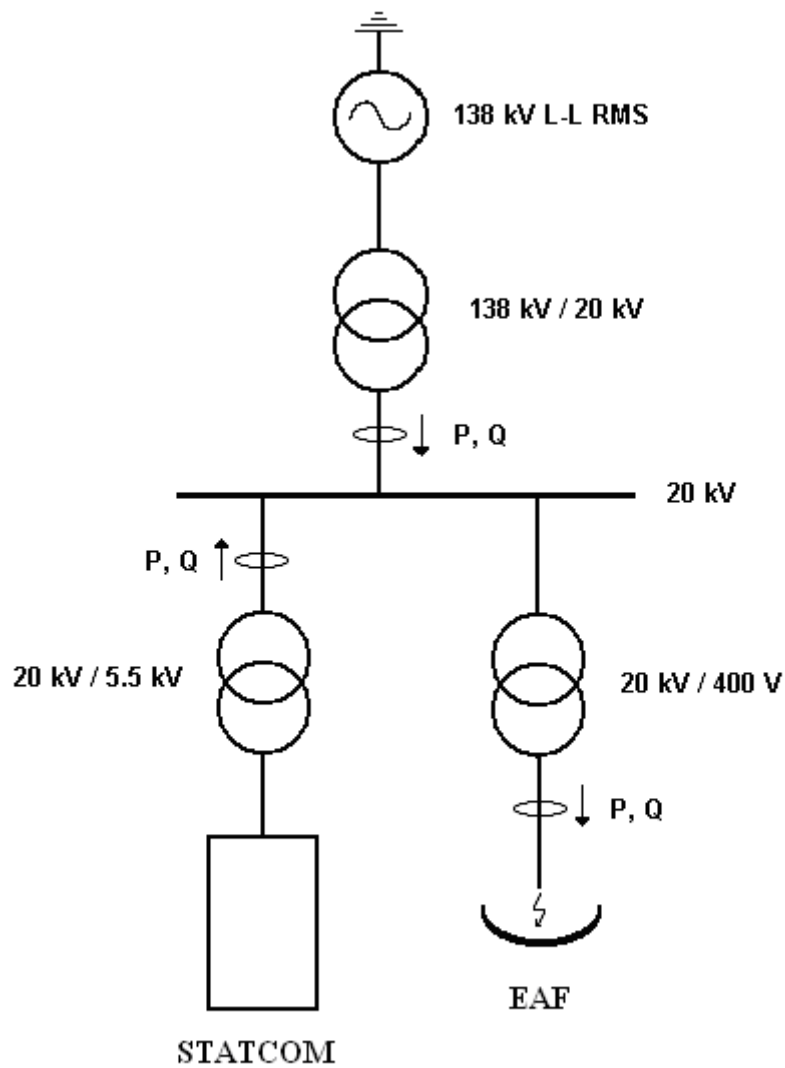 138 kV L-L RMS
138 kV / 20 kV
P, Q
20 kV
P, Q
20 kV / 5.5 kV
20 kV / 400 V
P, Q
EAF
STATCOM